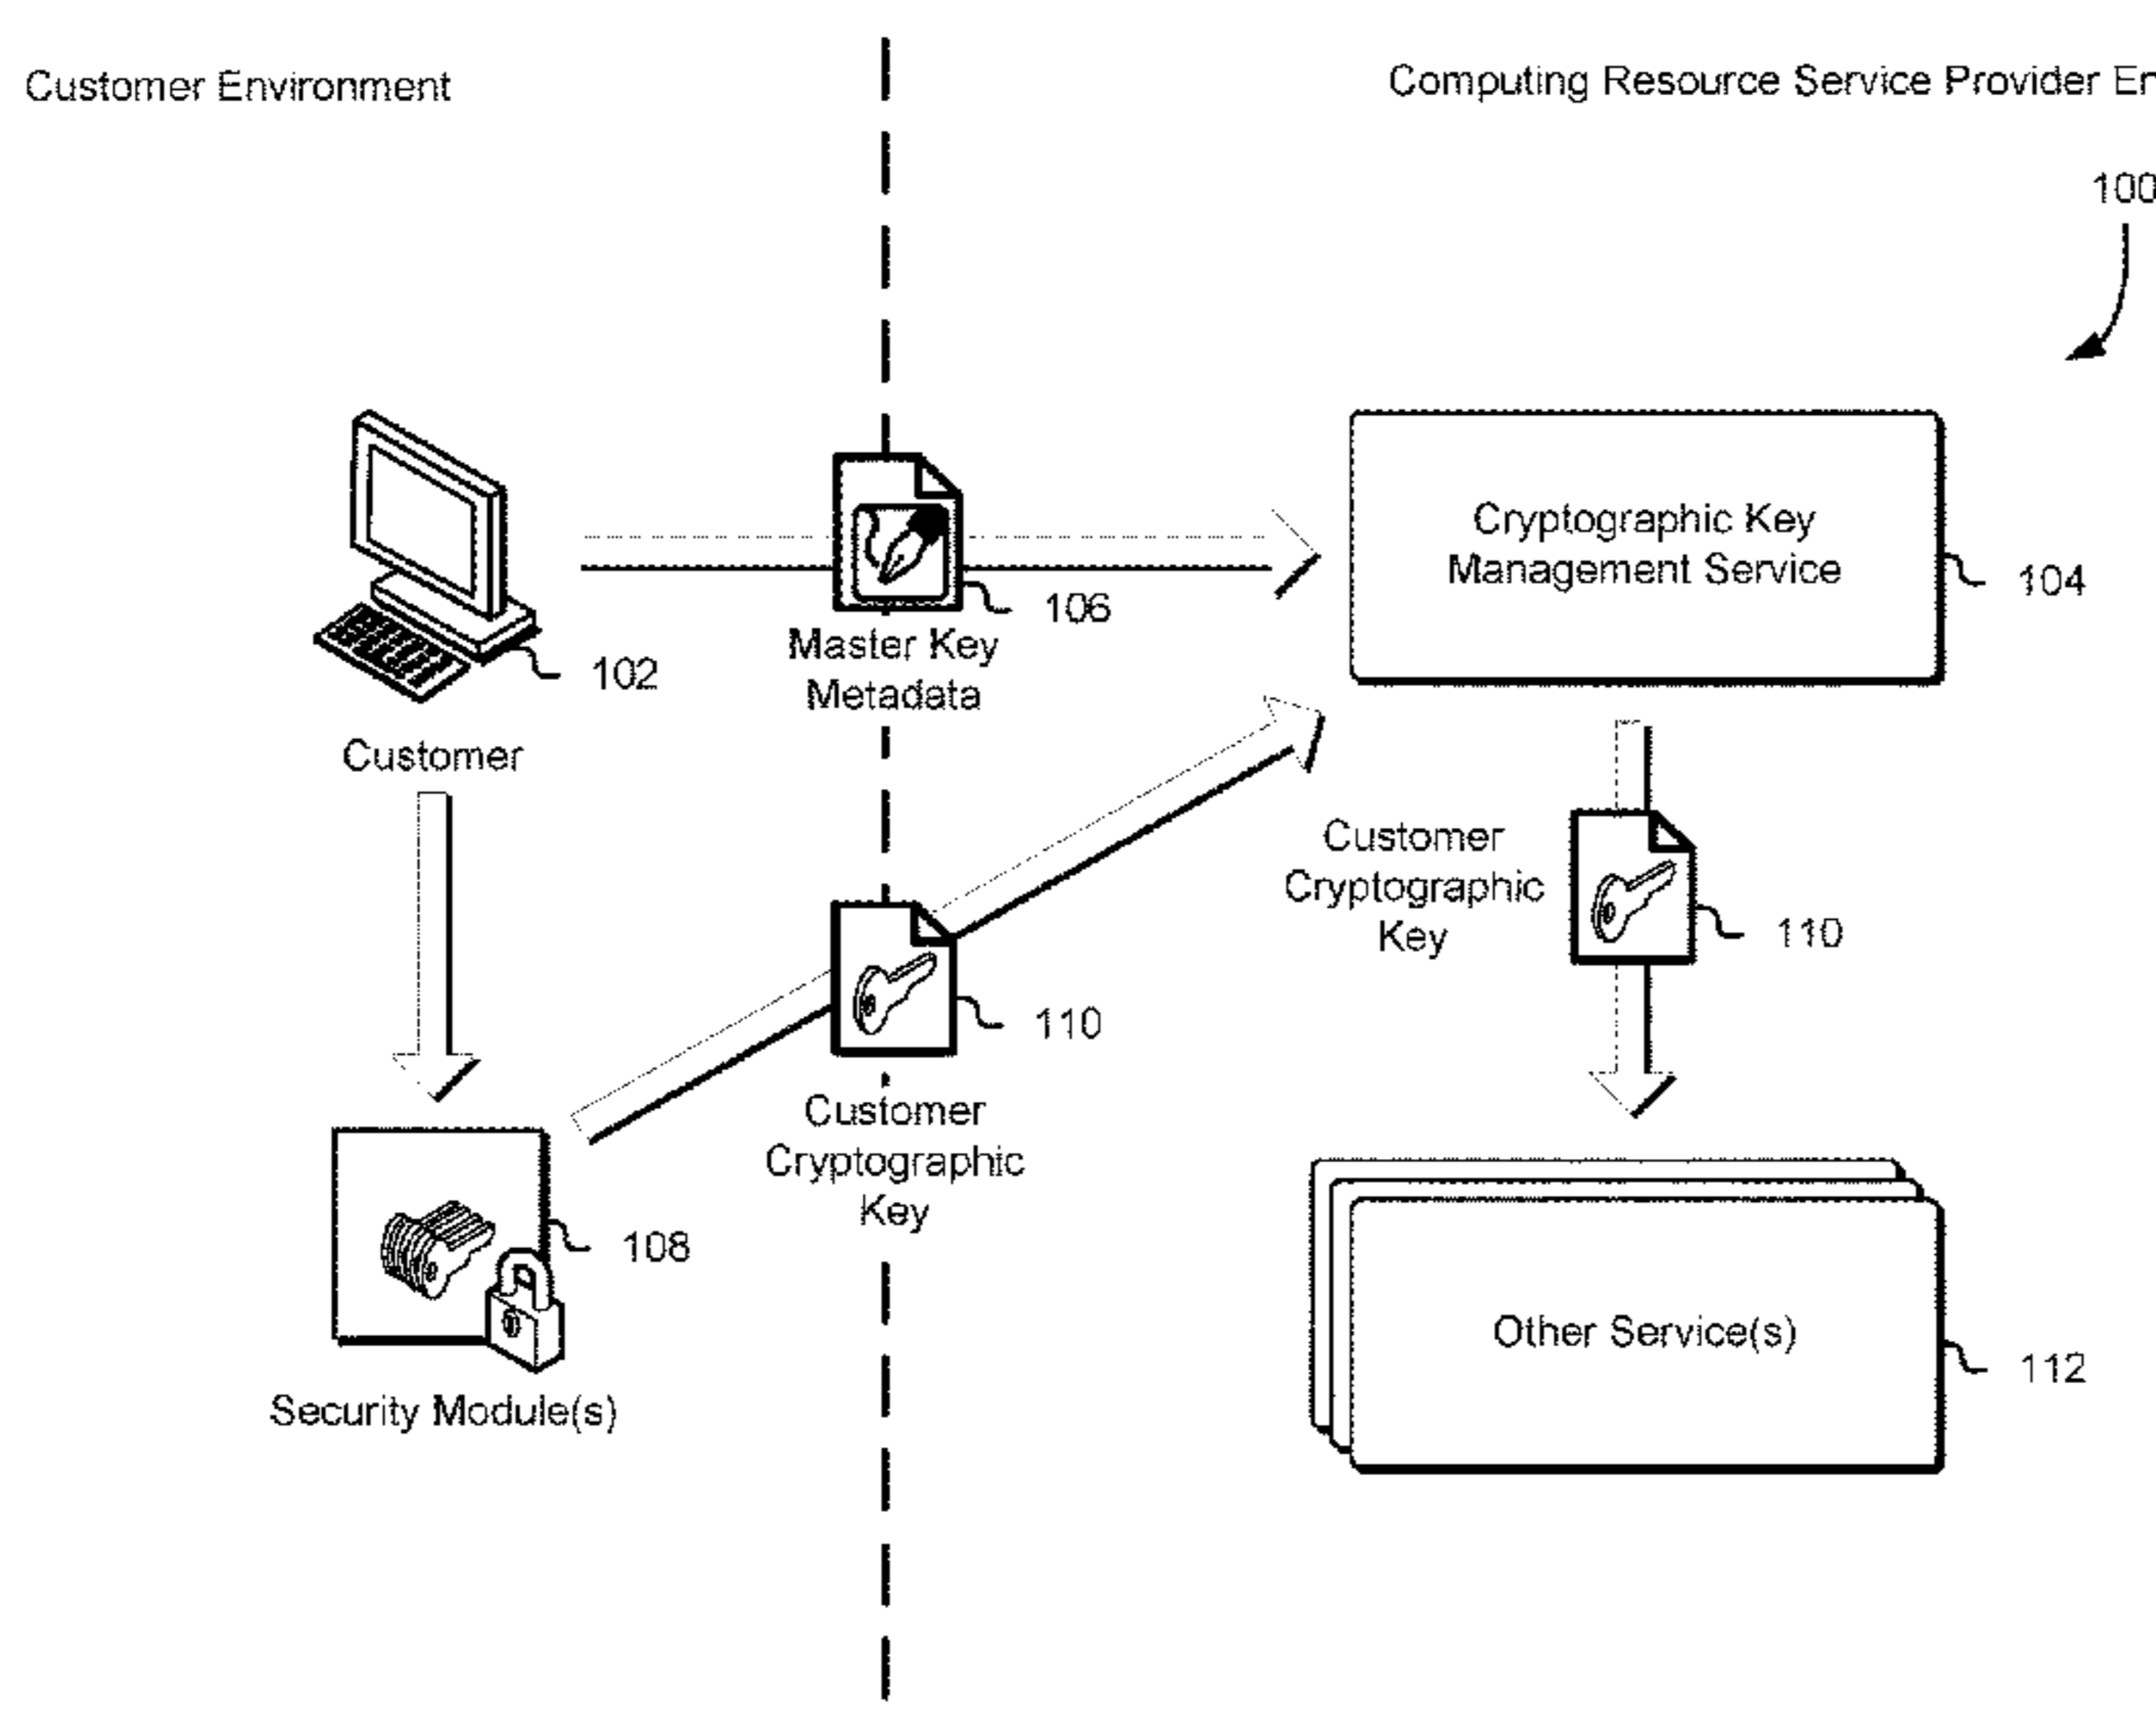 Customer Environment
Computing Resource Service Provider En
100
Cryptographic Key
Management Service
104
106
Master Key
Metadata
102
Customer
Customer
Cryptographic
Key
110
110
Customer
Cryptographic
Key
108
Security Module(s)
Other Service(s)
112